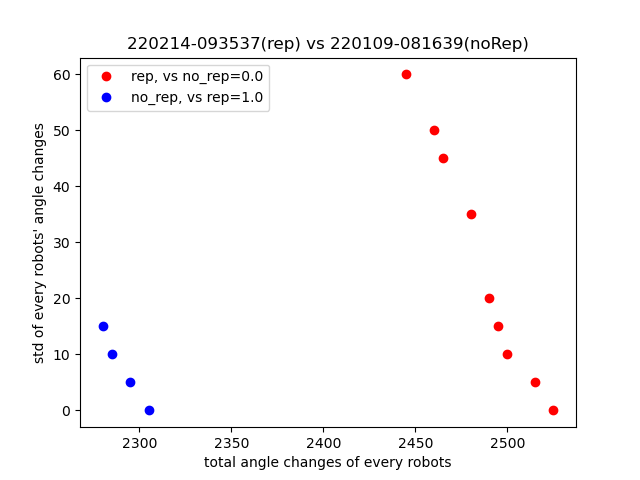 220214-093537(rep) vs 220109-081639(noRep)
rep, vs no_rep=0.0
no_rep, vs rep=1.0
60
50
40
30
20
10
0
std of every robots' angle changes
2300
2350
2400
2450
2500
total angle changes of every robots